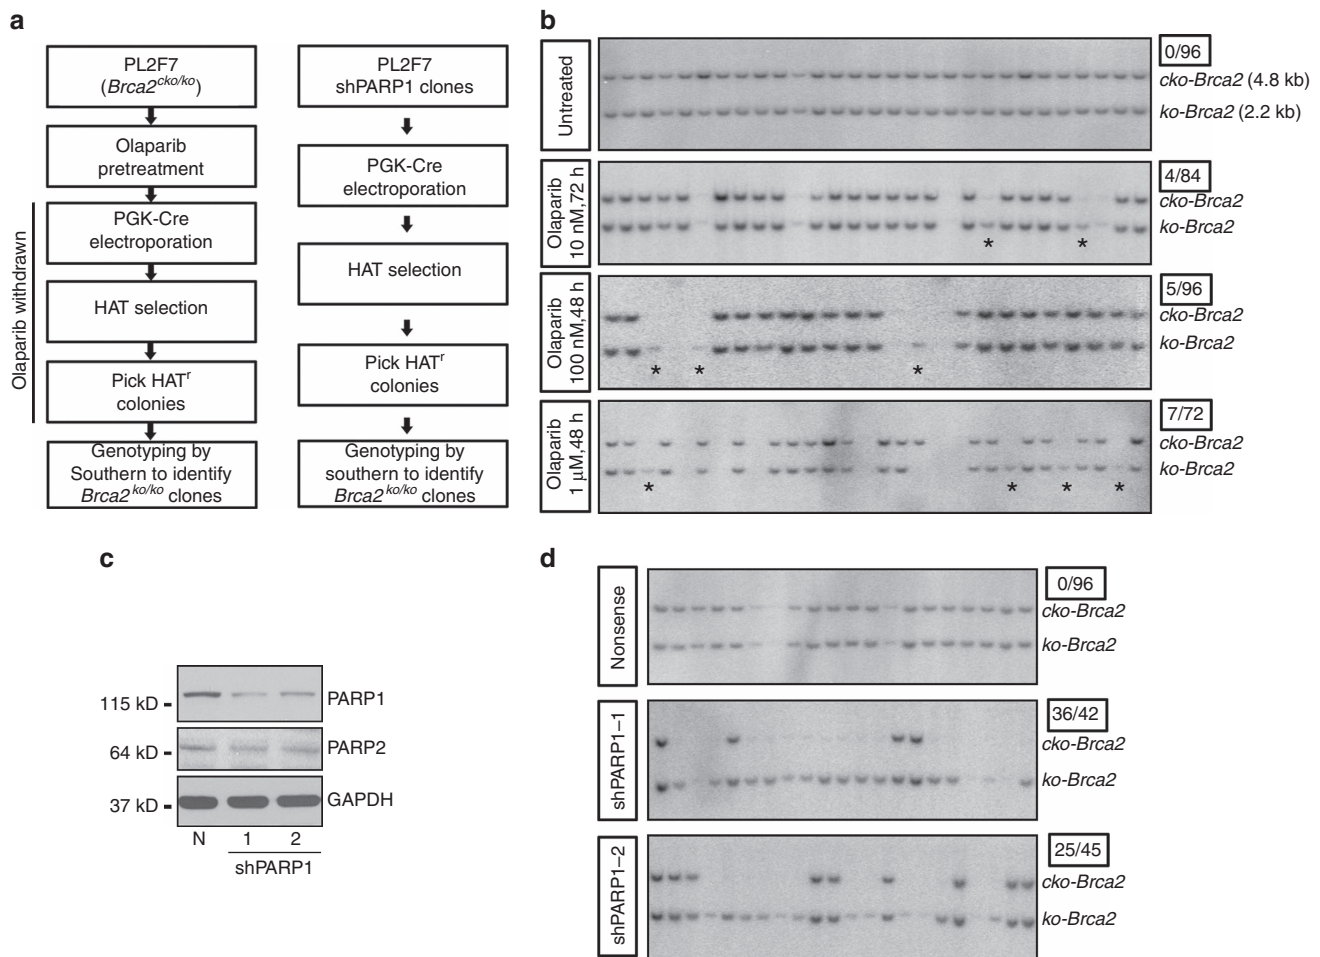 a
PL2F7
(Brca2cko/ko)
Olaparib
pretreatment
PGK-Cre
electroporation
HAT selection
Pick HATr
colonies
Genotyping by
Southern to identify
Brca2ko/ko clones
Olaparib withdrawn
PL2F7
shPARP1 clones
PGK-Cre
electroporation
HAT selection
Pick HATr
colonies
Genotyping by
southern to identify
Brca2ko/ko clones
b
Untreated
0/96
cko-Brca2 (4.8 kb)
ko-Brca2 (2.2 kb)
Olaparib
10 nM,72 h
4/84
cko-Brca2
ko-Brca2
* *
Olaparib
100 nM,48 h
5/96
cko-Brca2
ko-Brca2
* * *
Olaparib
1 μM,48 h
7/72
cko-Brca2
ko-Brca2
* * * *
c
115 kD
PARP1
64 kD
PARP2
37 kD
GAPDH
N 1 2
shPARP1
d
Nonsense
0/96
cko-Brca2
ko-Brca2
shPARP1–1
36/42
cko-Brca2
ko-Brca2
shPARP1–2
25/45
cko-Brca2
ko-Brca2